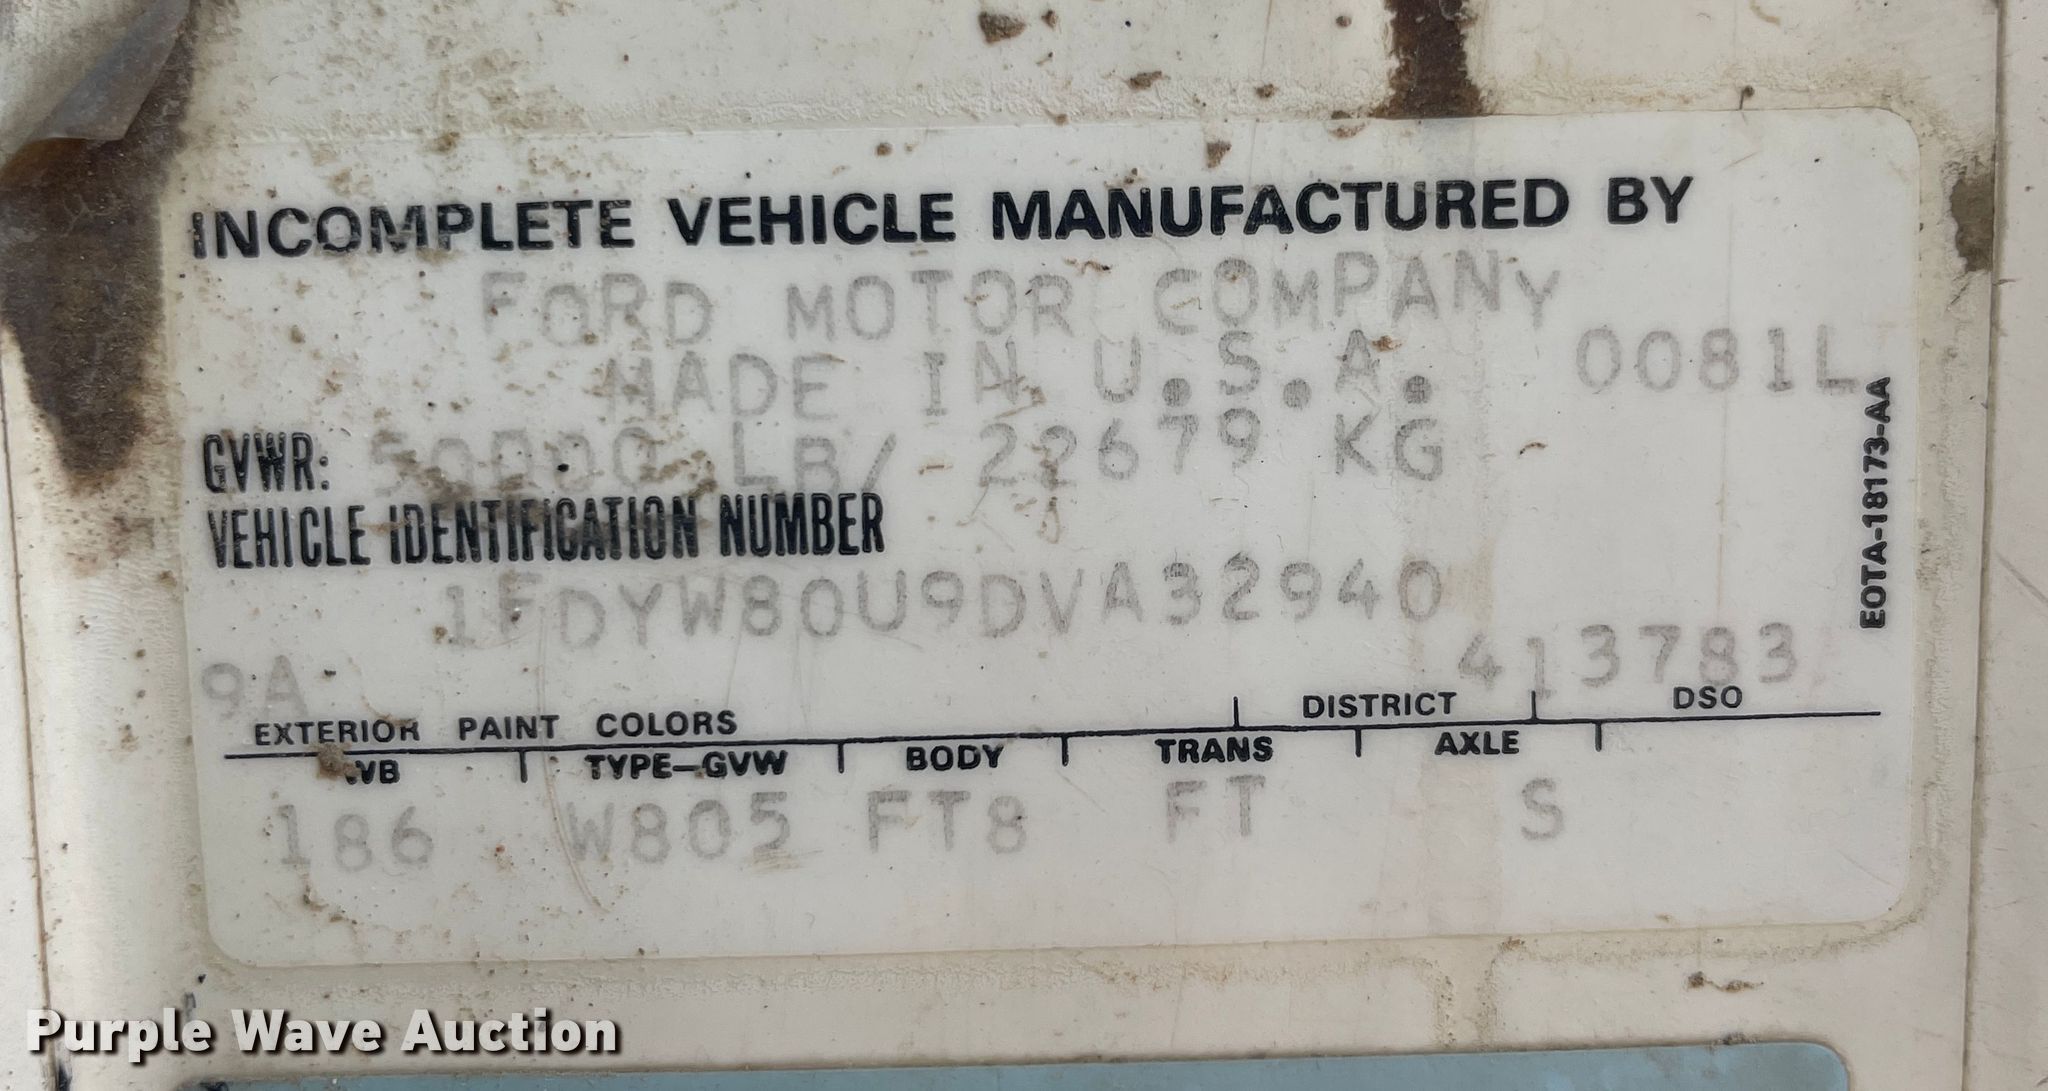 INCOMPLETE VEHICLE MANUFACTURED BY
FORD MOTOR COMPANY
MADE IN U.S.A. 0081L
GVWR: 50000 LB/ 22679 KG
VEHICLE IDENTIFICATION NUMBER
1FDYW80U9DVA32940
EOTA-18173-AA
9A 413783
EXTERIOR PAINT COLORS DISTRICT DSO
WB TYPE-GVW BODY TRANS AXLE
186 W805 FT8 FT S
Purple Wave Auction